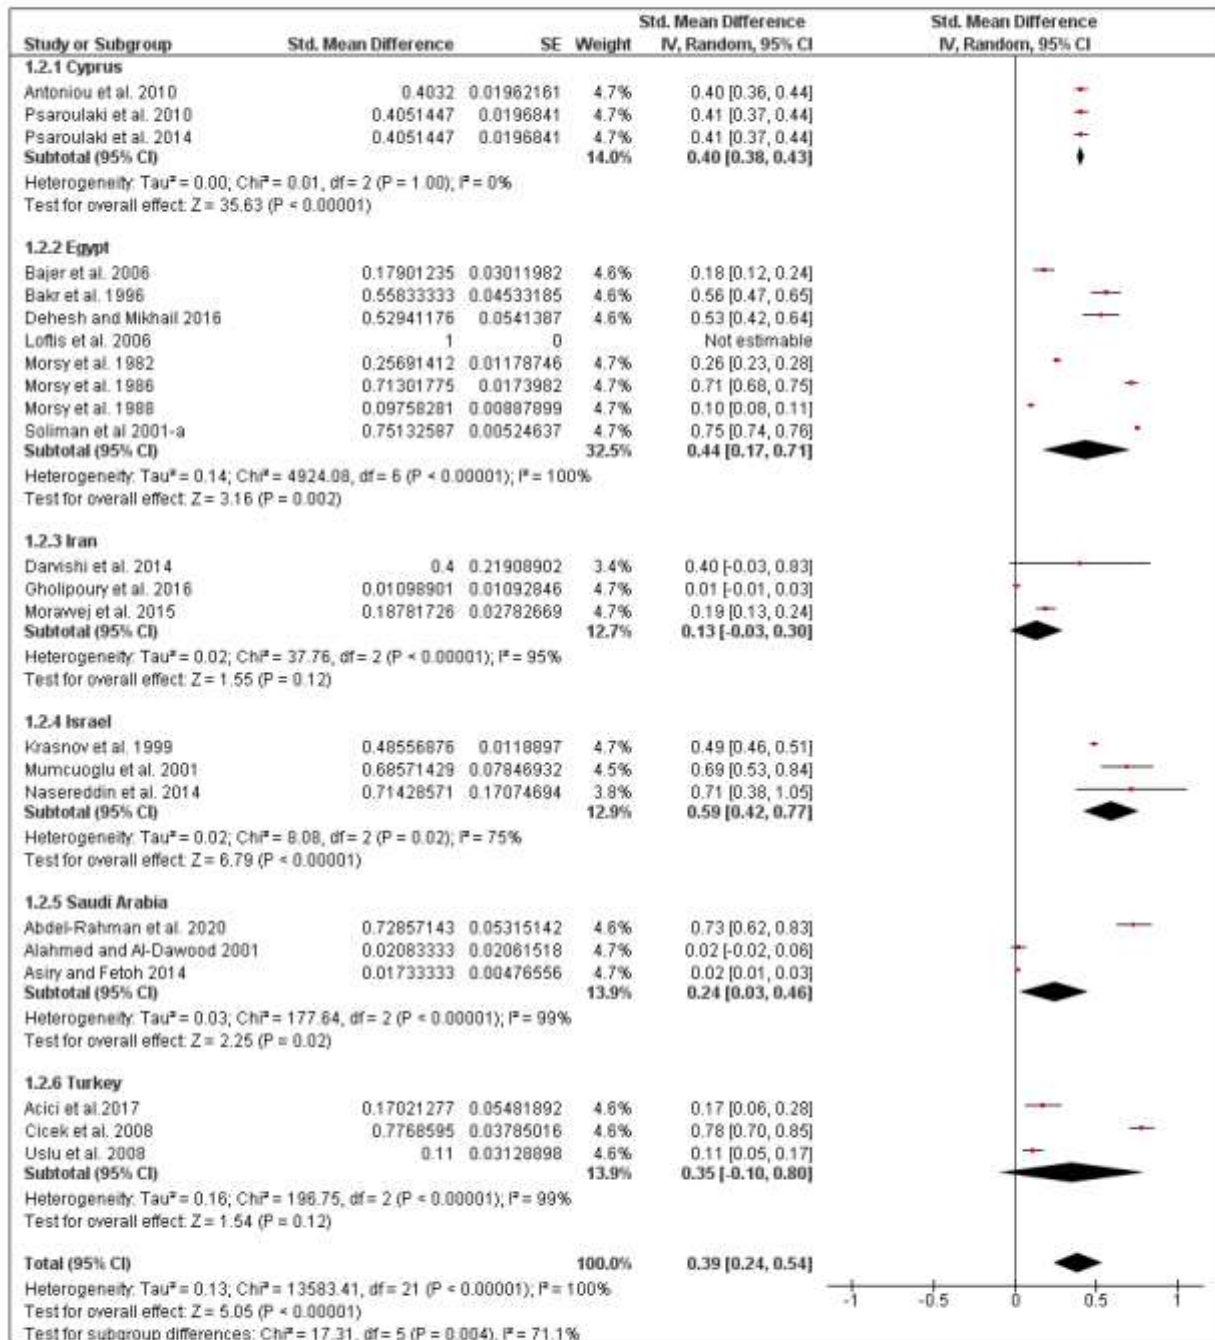 Std. Mean Difference Std. Mean Difference
Study or Subgroup Std. Mean Difference SE Weight IV, Random, 95% CI IV, Random, 95% CI
1.2.1 Cyprus
Antoniou et al. 2010 0.4032 0.01962161 4.7% 0.40 [0.36, 0.44]
Psaroulaki et al. 2010 0.4051447 0.0196841 4.7% 0.41 [0.37, 0.44]
Psaroulaki et al. 2014 0.4051447 0.0196841 4.7% 0.41 [0.37, 0.44]
Subtotal (95% CI) 14.0% 0.40 [0.38, 0.43]
Heterogeneity: Tau² = 0.00; Chi² = 0.01, df = 2 (P = 1.00); I² = 0%
Test for overall effect: Z = 35.63 (P < 0.00001)
1.2.2 Egypt
Bajer et al. 2006 0.17901235 0.03011982 4.6% 0.18 [0.12, 0.24]
Bakr et al. 1996 0.55833333 0.04533185 4.6% 0.56 [0.47, 0.65]
Dehesh and Mikhail 2016 0.52941176 0.0541387 4.6% 0.53 [0.42, 0.64]
Loftis et al. 2006 1 0 Not estimable
Morsy et al. 1982 0.25691412 0.01178746 4.7% 0.26 [0.23, 0.28]
Morsy et al. 1986 0.71301775 0.0173982 4.7% 0.71 [0.68, 0.75]
Morsy et al. 1988 0.09758281 0.00887899 4.7% 0.10 [0.08, 0.11]
Soliman et al 2001-a 0.75132587 0.00524637 4.7% 0.75 [0.74, 0.76]
Subtotal (95% CI) 32.5% 0.44 [0.17, 0.71]
Heterogeneity: Tau² = 0.14; Chi² = 4924.08, df = 6 (P < 0.00001); I² = 100%
Test for overall effect: Z = 3.16 (P = 0.002)
1.2.3 Iran
Darvishi et al. 2014 0.4 0.21908902 3.4% 0.40 [-0.03, 0.83]
Gholipoury et al. 2016 0.01098901 0.01092846 4.7% 0.01 [-0.01, 0.03]
Moravvej et al. 2015 0.18781726 0.02782669 4.7% 0.19 [0.13, 0.24]
Subtotal (95% CI) 12.7% 0.13 [-0.03, 0.30]
Heterogeneity: Tau² = 0.02; Chi² = 37.76, df = 2 (P < 0.00001); I² = 95%
Test for overall effect: Z = 1.55 (P = 0.12)
1.2.4 Israel
Krasnov et al. 1999 0.48556876 0.0118897 4.7% 0.49 [0.46, 0.51]
Mumcuoglu et al. 2001 0.68571429 0.07846932 4.5% 0.69 [0.53, 0.84]
Nasereddin et al. 2014 0.71428571 0.17074694 3.8% 0.71 [0.38, 1.05]
Subtotal (95% CI) 12.9% 0.59 [0.42, 0.77]
Heterogeneity: Tau² = 0.02; Chi² = 8.08, df = 2 (P = 0.02); I² = 75%
Test for overall effect: Z = 6.79 (P < 0.00001)
1.2.5 Saudi Arabia
Abdel-Rahman et al. 2020 0.72857143 0.05315142 4.6% 0.73 [0.62, 0.83]
Alahmed and Al-Dawood 2001 0.02083333 0.02061518 4.7% 0.02 [-0.02, 0.06]
Asiry and Fetoh 2014 0.01733333 0.00476556 4.7% 0.02 [0.01, 0.03]
Subtotal (95% CI) 13.9% 0.24 [0.03, 0.46]
Heterogeneity: Tau² = 0.03; Chi² = 177.64, df = 2 (P < 0.00001); I² = 99%
Test for overall effect: Z = 2.25 (P = 0.02)
1.2.6 Turkey
Acici et al.2017 0.17021277 0.05481892 4.6% 0.17 [0.06, 0.28]
Cicek et al. 2008 0.7768595 0.03785016 4.6% 0.78 [0.70, 0.85]
Uslu et al. 2008 0.11 0.03128898 4.6% 0.11 [0.05, 0.17]
Subtotal (95% CI) 13.9% 0.35 [-0.10, 0.80]
Heterogeneity: Tau² = 0.16; Chi² = 196.75, df = 2 (P < 0.00001); I² = 99%
Test for overall effect: Z = 1.54 (P = 0.12)
Total (95% CI) 100.0% 0.39 [0.24, 0.54]
Heterogeneity: Tau² = 0.13; Chi² = 13583.41, df = 21 (P < 0.00001); I² = 100%
Test for overall effect: Z = 5.05 (P < 0.00001)
Test for subgroup differences: Chi² = 17.31, df = 5 (P = 0.004), I² = 71.1%
-1 -0.5 0 0.5 1